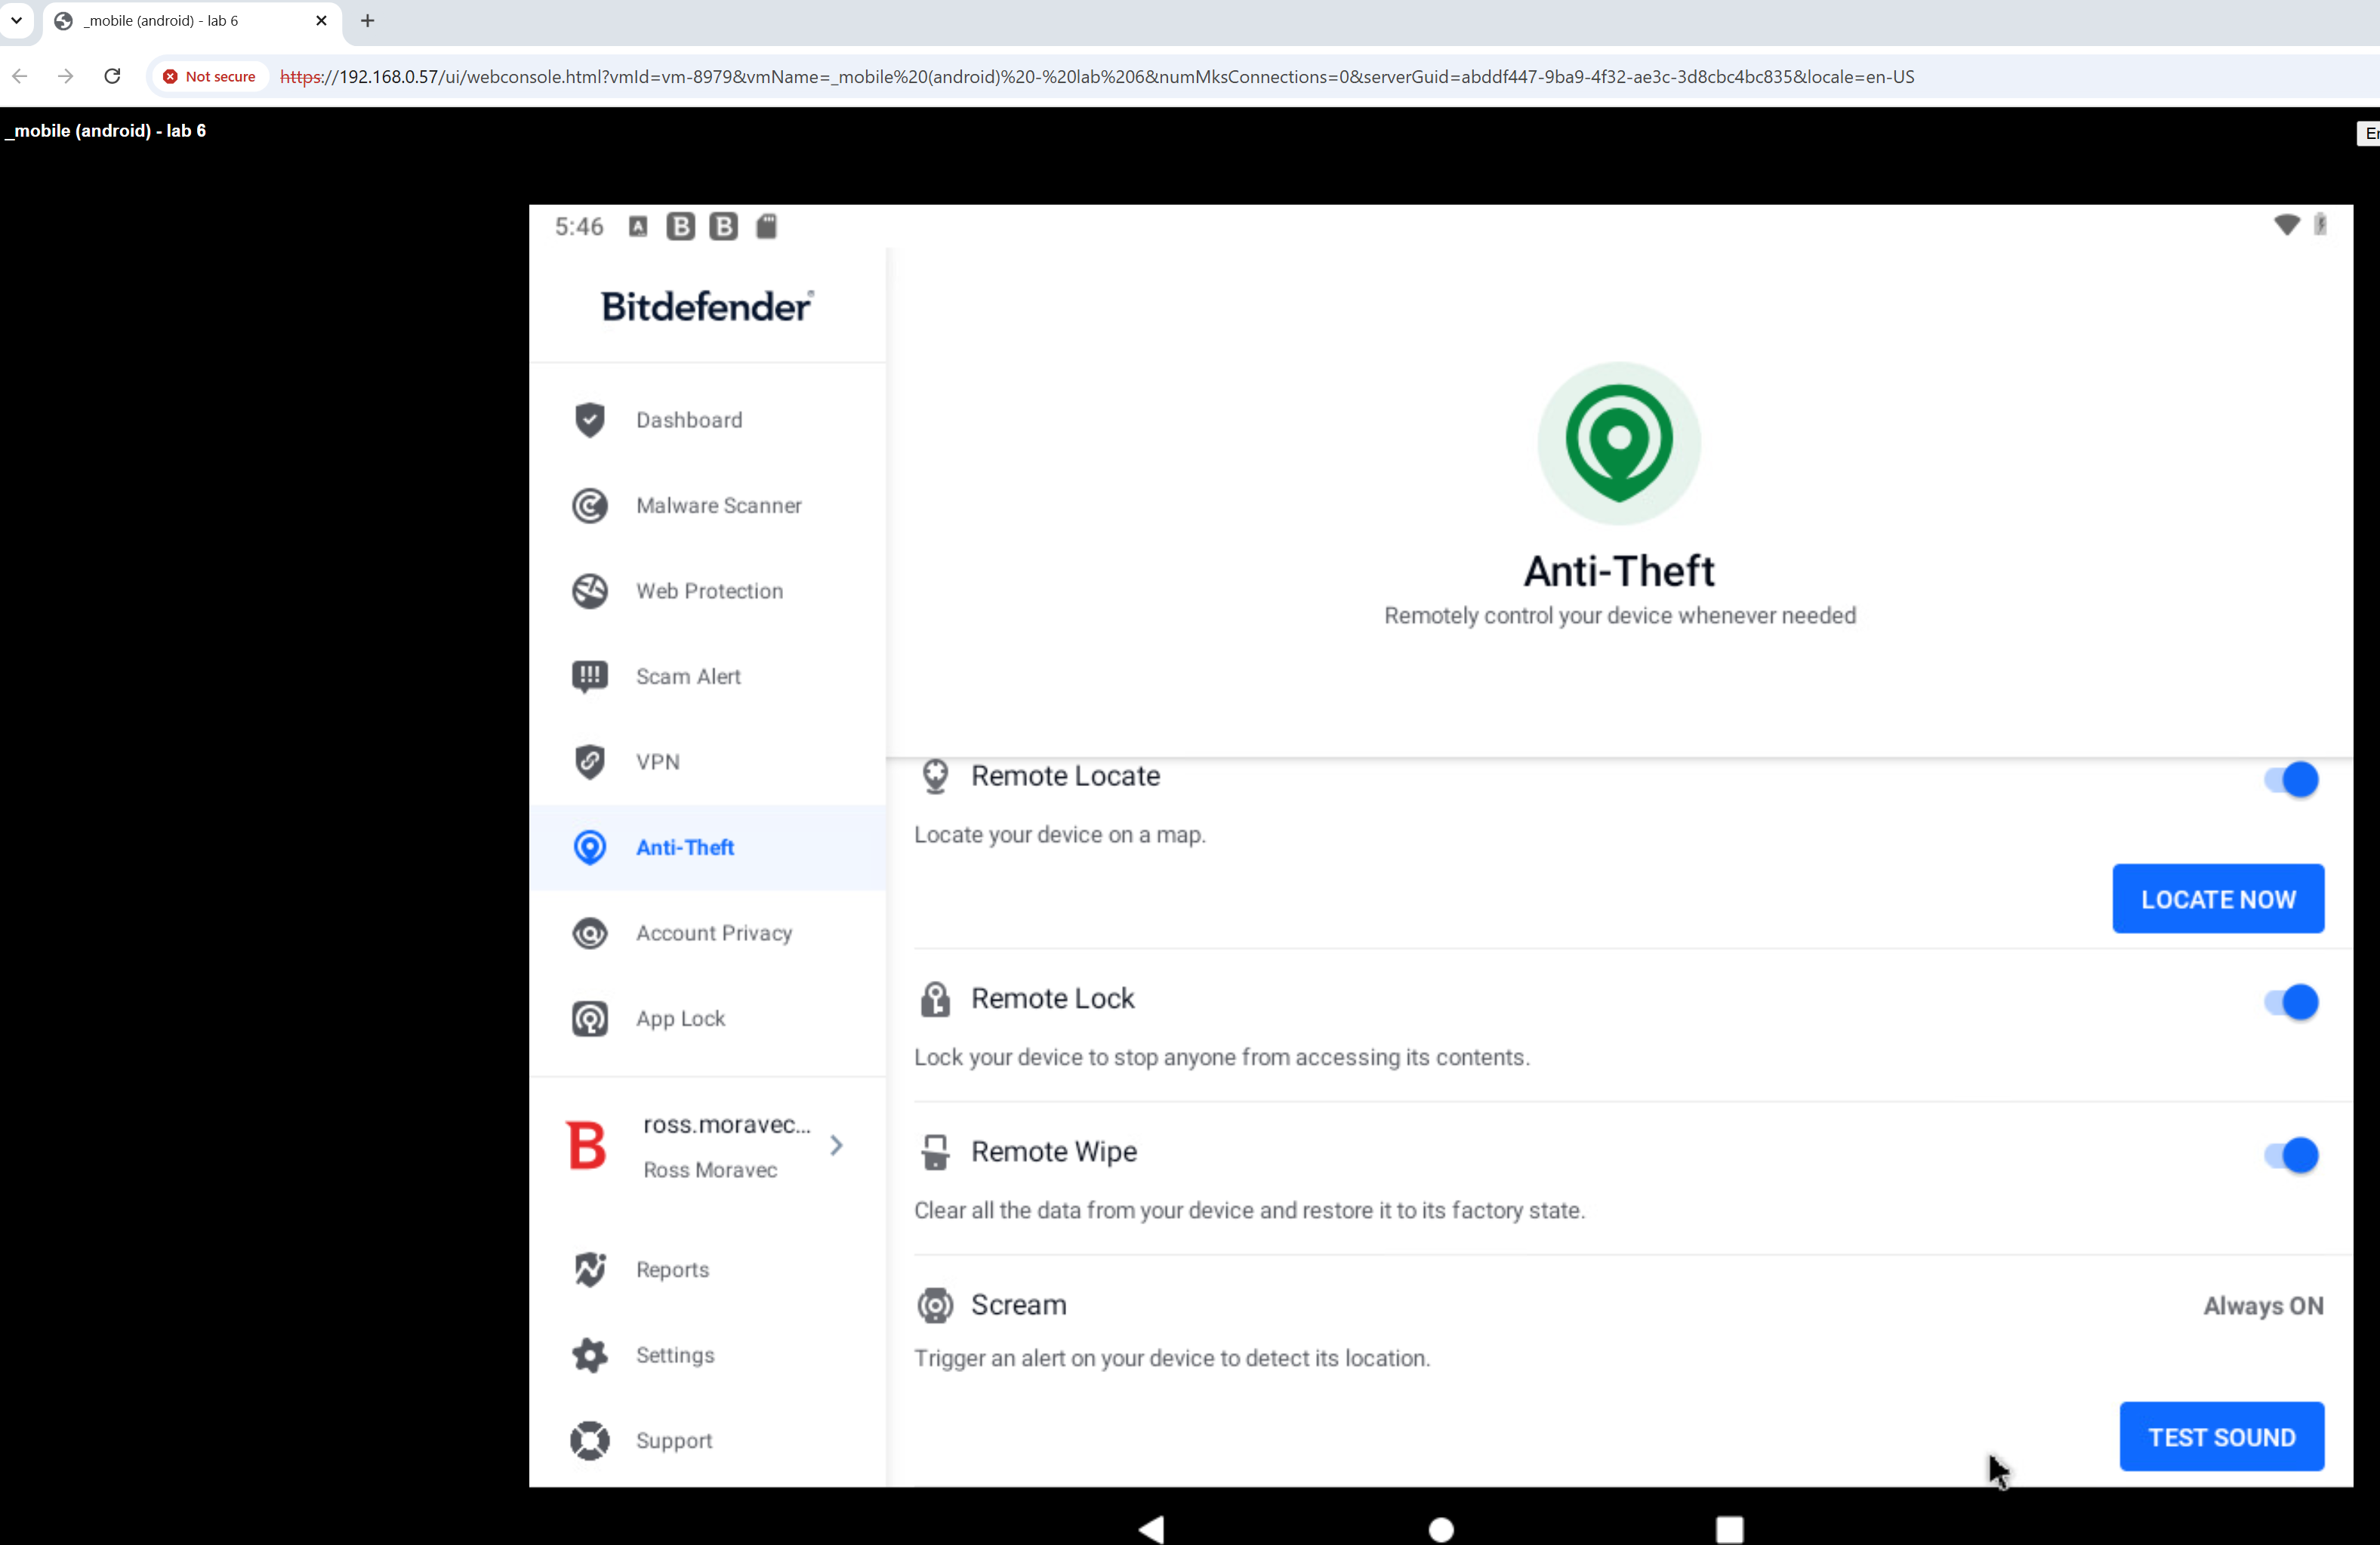 _mobile (android) - lab 6
Not secure
https://192.168.0.57/ui/webconsole.html?vmId=vm-8979&vmName=_mobile%20(android)%20-%20lab%206&numMksConnections=0&serverGuid=abddf447-9ba9-4f32-ae3c-3d8cbc4bc835&locale=en-US
_mobile (android) - lab 6
5:46
Bitdefender
Dashboard
Malware Scanner
Web Protection
Scam Alert
VPN
Anti-Theft
Account Privacy
App Lock
ross.moravec...
Ross Moravec
Reports
Settings
Support
Anti-Theft
Remotely control your device whenever needed
Remote Locate
Locate your device on a map.
LOCATE NOW
Remote Lock
Lock your device to stop anyone from accessing its contents.
Remote Wipe
Clear all the data from your device and restore it to its factory state.
Scream
Always ON
Trigger an alert on your device to detect its location.
TEST SOUND